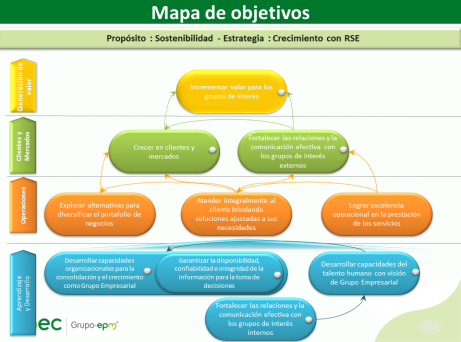 Mapa de objetivos
Propósito : Sostenibilidad - Estrategia : Crecimiento con RSE
Generación de
valor
Incrementar valor para los
grupos de interés
Clientes y
Mercados
Crecer en clientes y
mercados
Fortalecer las relaciones y la
comunicación efectiva con
los grupos de interés
externos
Operaciones
Explorar alternativas para
diversificar el portafolio de
negocios
Atender integralmente al
cliente brindando
soluciones ajustadas a sus
necesidades
Lograr excelencia
operacional en la prestación
de los servicios
Aprendizaje
y Desarrollo
Desarrollar capacidades
organizacionales para la
consolidación y el crecimiento
como Grupo Empresarial
Garantizar la disponibilidad,
confiabilidad e integridad de la
información para la toma de
decisiones
Desarrollar capacidades del
talento humano con visión
de Grupo Empresarial
Fortalecer las relaciones y la
comunicación efectiva con
los grupos de interés
internos
ec Grupo·epm